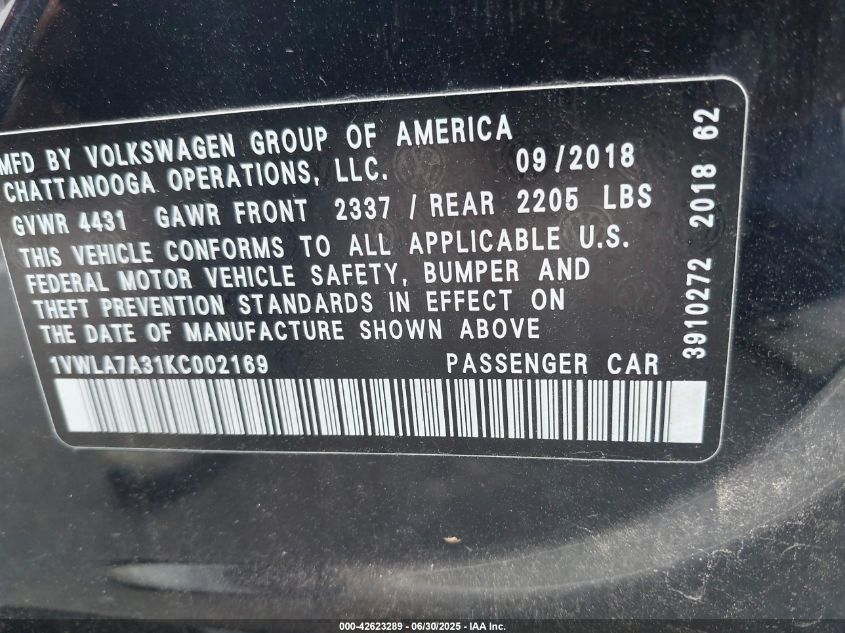 MFD BY VOLKSWAGEN GROUP OF AMERICA
CHATTANOOGA OPERATIONS, LLC. 09/2018
GVWR 4431 GAWR FRONT 2337 / REAR 2205 LBS
THIS VEHICLE CONFORMS TO ALL APPLICABLE U.S.
FEDERAL MOTOR VEHICLE SAFETY, BUMPER AND
THEFT PREVENTION STANDARDS IN EFFECT ON
THE DATE OF MANUFACTURE SHOWN ABOVE
1VWLA7A31KC002169 PASSENGER CAR
3910272 2018 62
000-42623289 - 06/30/2025 - IAA Inc.